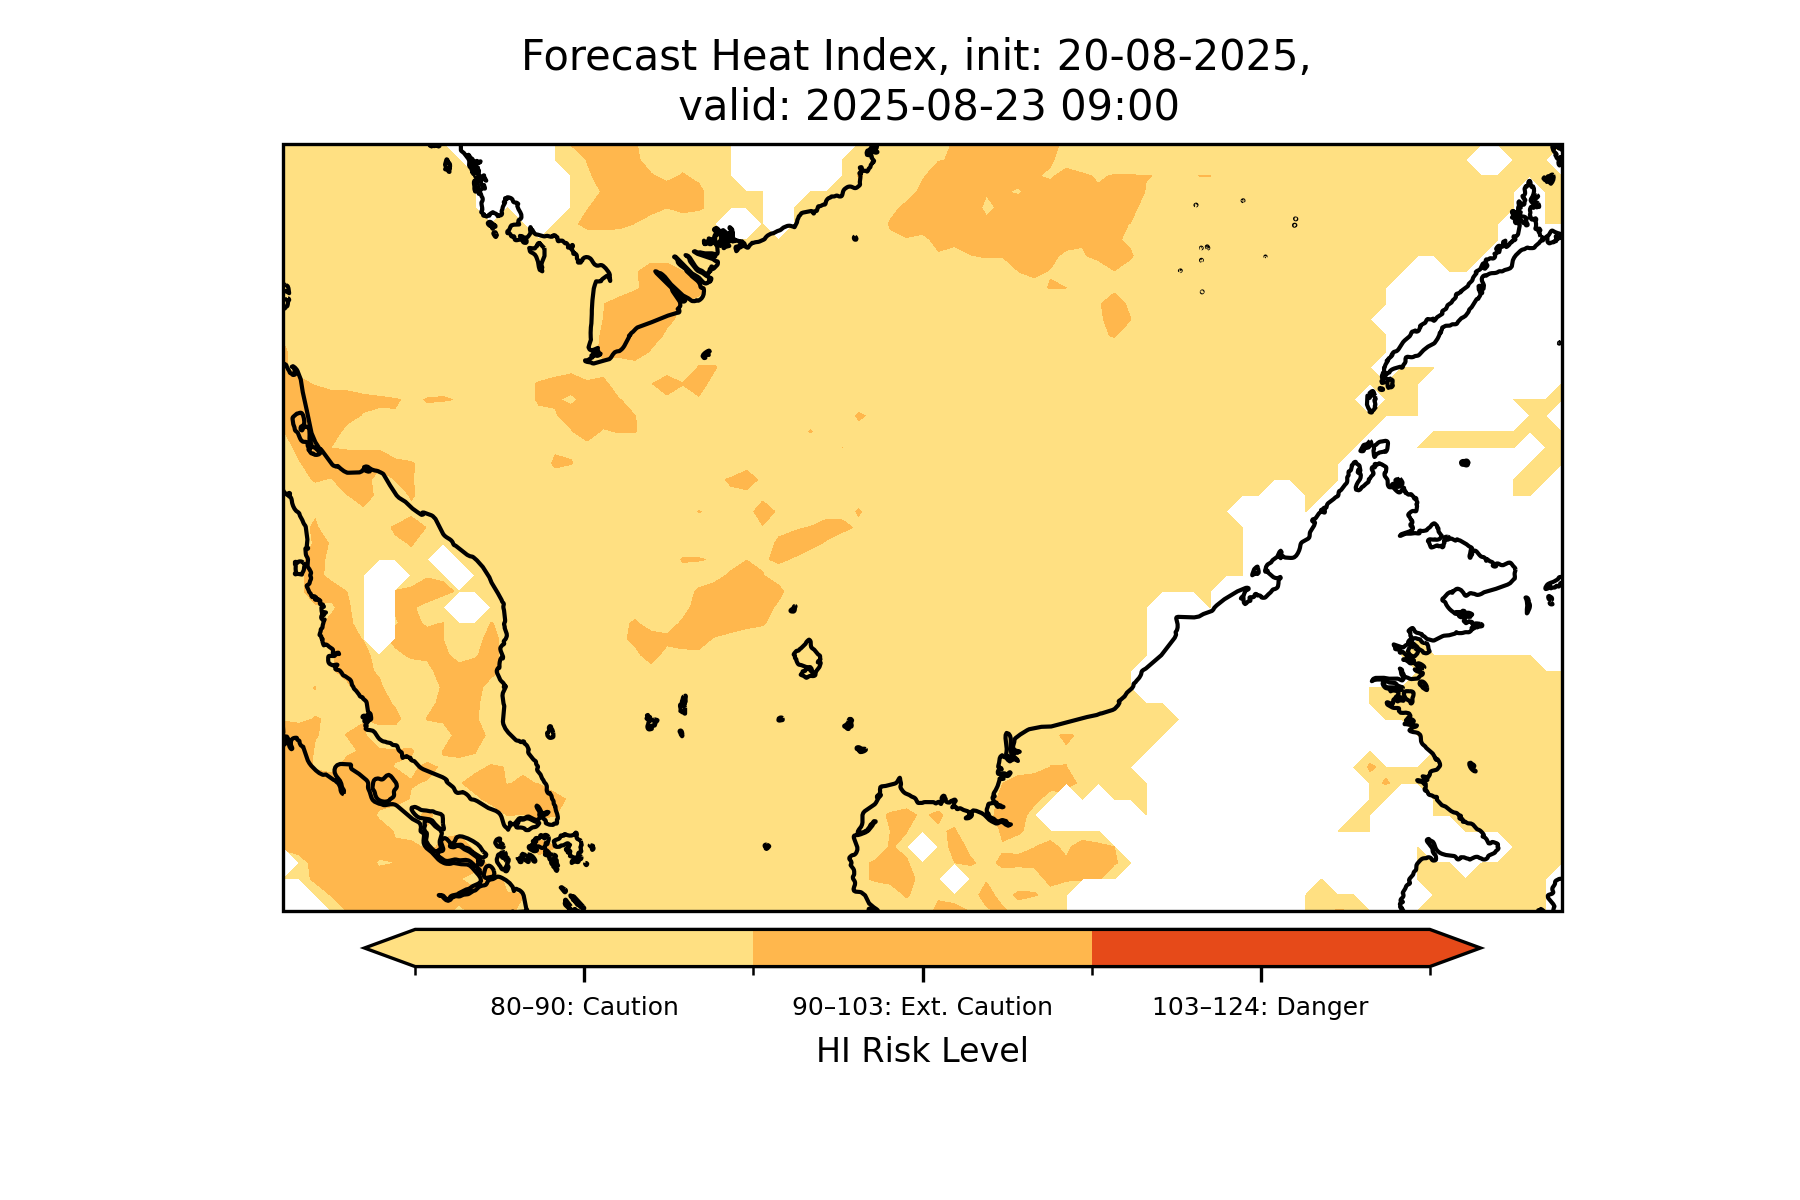 Forecast Heat Index, init: 20-08-2025,
valid: 2025-08-23 09:00
80–90: Caution
90–103: Ext. Caution
103–124: Danger
HI Risk Level